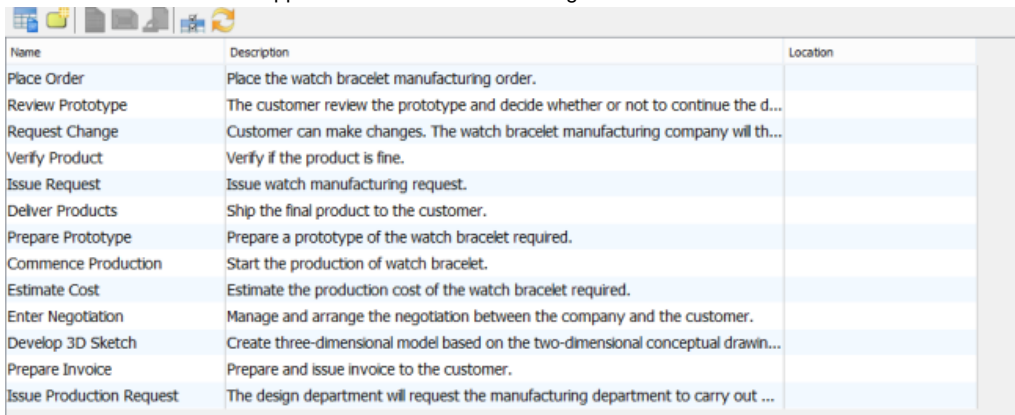 Name Description Location
Place Order Place the watch bracelet manufacturing order.
Review Prototype The customer review the prototype and decide whether or not to continue the d...
Request Change Customer can make changes. The watch bracelet manufacturing company will th...
Verify Product Verify if the product is fine.
Issue Request Issue watch manufacturing request.
Deliver Products Ship the final product to the customer.
Prepare Prototype Prepare a prototype of the watch bracelet required.
Commence Production Start the production of watch bracelet.
Estimate Cost Estimate the production cost of the watch bracelet required.
Enter Negotiation Manage and arrange the negotiation between the company and the customer.
Develop 3D Sketch Create three-dimensional model based on the two-dimensional conceptual drawin...
Prepare Invoice Prepare and issue invoice to the customer.
Issue Production Request The design department will request the manufacturing department to carry out ...